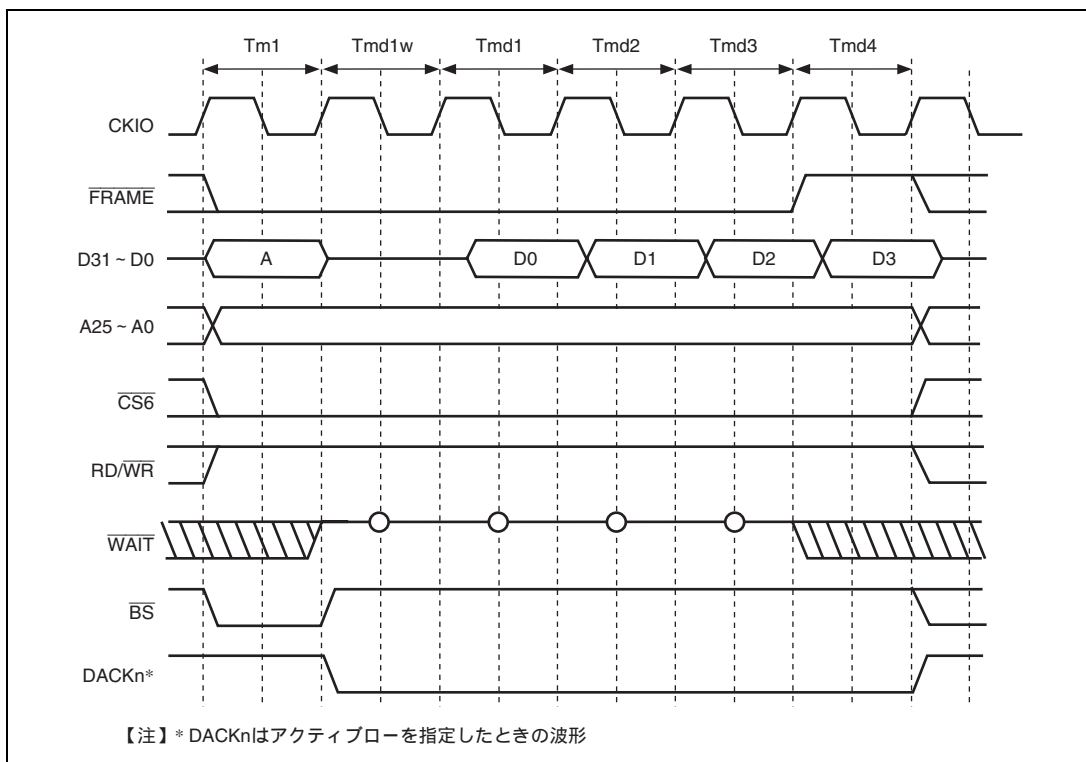 Tm1 Tmd1w Tmd1 Tmd2 Tmd3 Tmd4
CKIO
FRAME
D31 ~ D0 A D0 D1 D2 D3
A25 ~ A0
CS6
RD/WR
WAIT
BS
DACKn*
【注】* DACKnはアクティブローを指定したときの波形